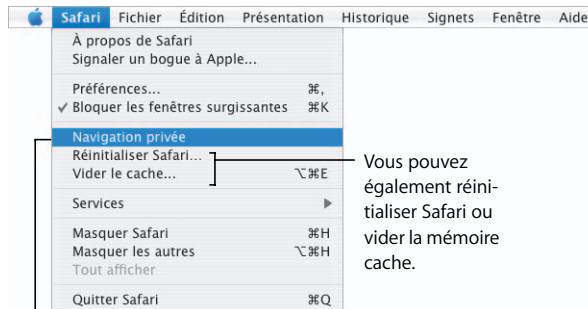 Safari Fichier Édition Présentation Historique Signets Fenêtre Aide
À propos de Safari
Signaler un bogue à Apple...
Préférences... ⌘,
✓ Bloquer les fenêtres surgissantes ⌘K
Navigation privée
Réinitialiser Safari...
Vider le cache... ⌥⌘E
Services ▶
Masquer Safari ⌘H
Masquer les autres ⌥⌘H
Tout afficher
Quitter Safari ⌘Q
Vous pouvez
également réini-
tialiser Safari ou
vider la mémoire
cache.